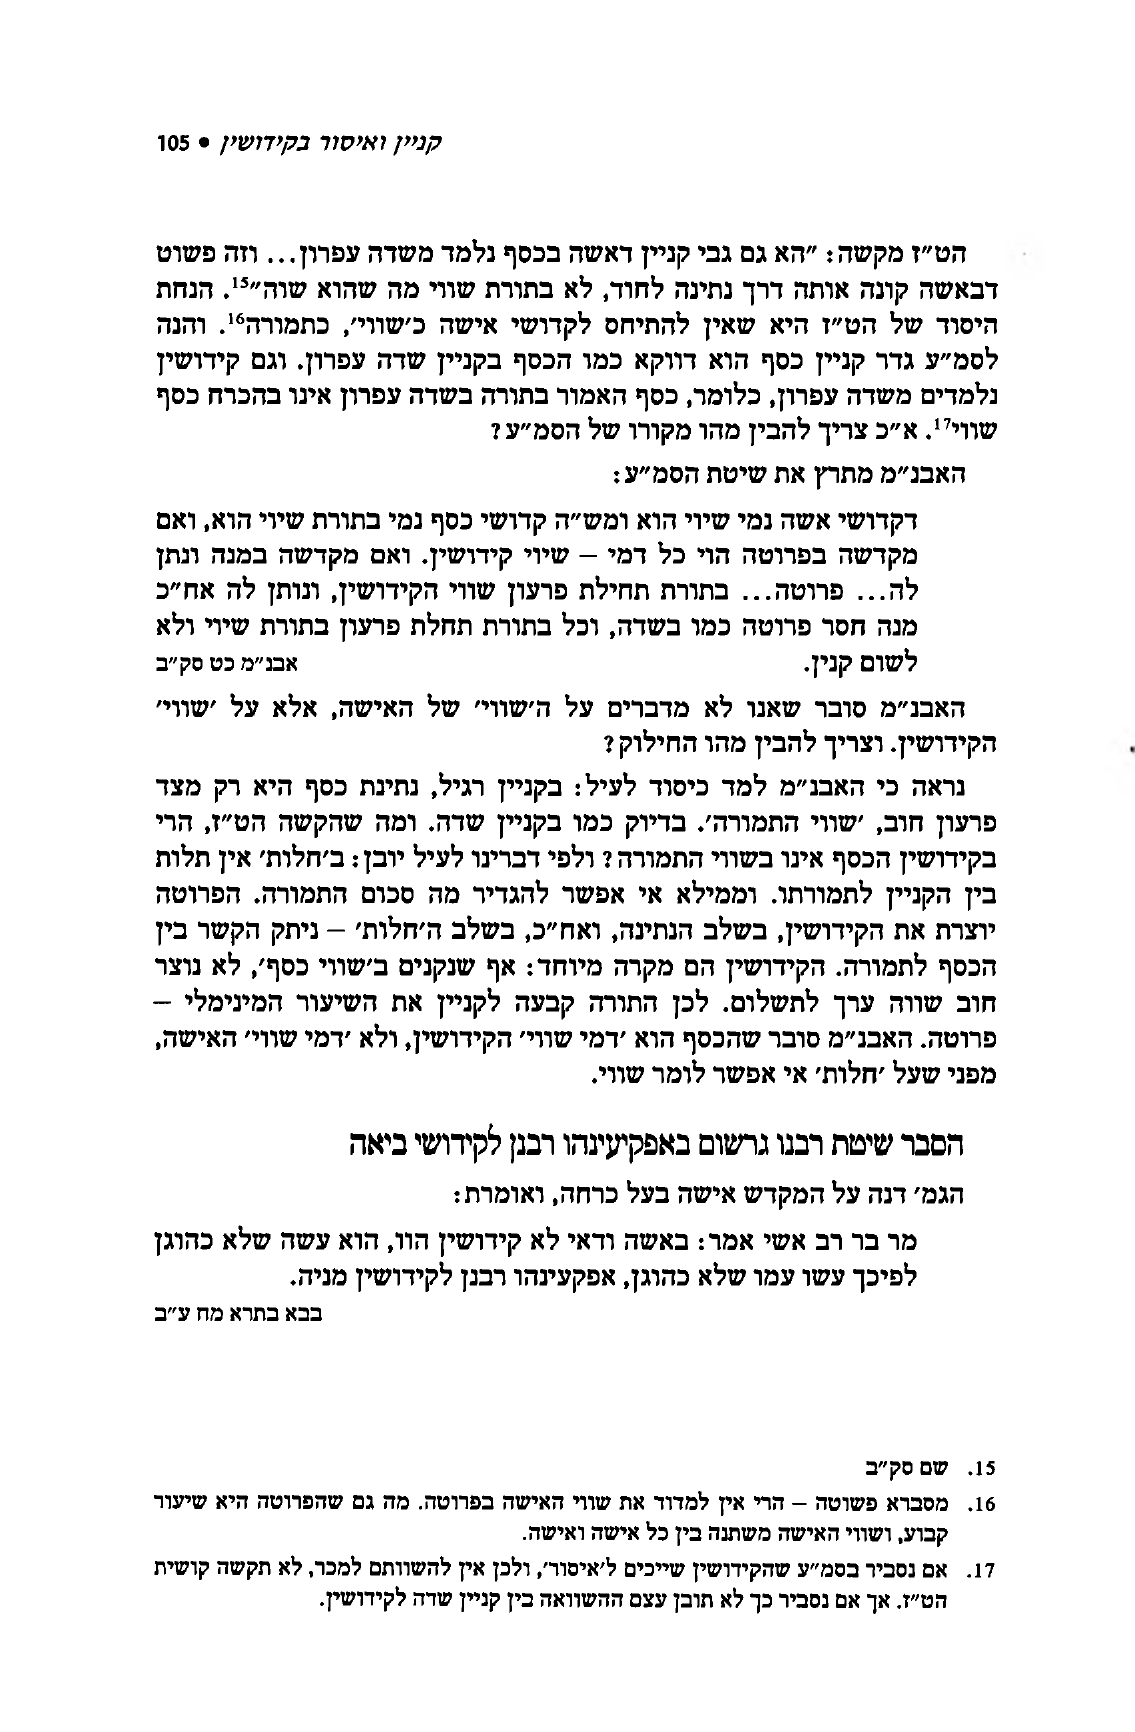 קניין ואיסור בקידושין • 105
הט״ז מקשה: ״הא גם גבי קניין דאשה בכסף נלמד משדה עפרון... וזה פשוט
דבאשה קונה אותה דרך נתינה לחוד, לא בתורת שווי מה שהוא שוה״15. הנחת
היסוד של הט״ז היא שאין להתיחס לקדושי אישה כ׳שווי׳, כתמורה16. והנה
לסמ״ע גדר קניין כסף הוא דווקא כמו הכסף בקניין שדה עפרון. וגם קידושין
נלמדים משדה עפרון, כלומר, כסף האמור בתורה בשדה עפרון אינו בהכרח כסף
שווי17. א״כ צריך להבין מהו מקורו של הסמ״ע?
האבנ״מ מתרץ את שיטת הסמ״ע:
דקדושי אשה נמי שיוי הוא ומש״ה קדושי כסף נמי בתורת שיוי הוא, ואם
מקדשה בפרוטה הוי כל דמי – שיוי קידושין. ואם מקדשה במנה ונתן
לה... פרוטה... בתורת תחילת פרעון שווי הקידושין, ונותן לה אח״כ
מנה חסר פרוטה כמו בשדה, וכל בתורת תחלת פרעון בתורת שיוי ולא
לשום קנין. אבנ״מ כט סק״ב
האבנ״מ סובר שאנו לא מדברים על ה׳שווי׳ של האישה, אלא על ׳שווי׳
הקידושין. וצריך להבין מהו החילוק?
נראה כי האבנ״מ למד כיסוד לעיל: בקניין רגיל, נתינת כסף היא רק מצד
פרעון חוב, ׳שווי התמורה׳. בדיוק כמו בקניין שדה. ומה שהקשה הט״ז, הרי
בקידושין הכסף אינו בשווי התמורה? ולפי דברינו לעיל יובן: ב׳חלות׳ אין תלות
בין הקניין לתמורתו. וממילא אי אפשר להגדיר מה סכום התמורה. הפרוטה
יוצרת את הקידושין, בשלב הנתינה, ואח״כ, בשלב ה׳חלות׳ – ניתק הקשר בין
הכסף לתמורה. הקידושין הם מקרה מיוחד: אף שנקנים ב׳שווי כסף׳, לא נוצר
חוב שווה ערך לתשלום. לכן התורה קבעה לקניין את השיעור המינימלי –
פרוטה. האבנ״מ סובר שהכסף הוא ׳דמי שווי׳ הקידושין, ולא ׳דמי שווי׳ האישה,
מפני שעל ׳חלות׳ אי אפשר לומר שווי.
הסבר שיטת רבנו גרשום באפקיעינהו רבנן לקידושי ביאה
הגמ׳ דנה על המקדש אישה בעל כרחה, ואומרת:
מר בר רב אשי אמר: באשה ודאי לא קידושין הוו, הוא עשה שלא כהוגן
לפיכך עשו עמו שלא כהוגן, אפקעינהו רבנן לקידושין מניה.
בבא בתרא מח ע״ב
15. שם סק״ב
16. מסברא פשוטה – הרי אין למדוד את שווי האישה בפרוטה. מה גם שהפרוטה היא שיעור
קבוע, ושווי האישה משתנה בין כל אישה ואישה.
17. אם נסביר בסמ״ע שהקידושין שייכים ל׳איסור׳, ולכן אין להשוותם למכר, לא תקשה קושית
הט״ז. אך אם נסביר כך לא תובן עצם ההשוואה בין קניין שדה לקידושין.